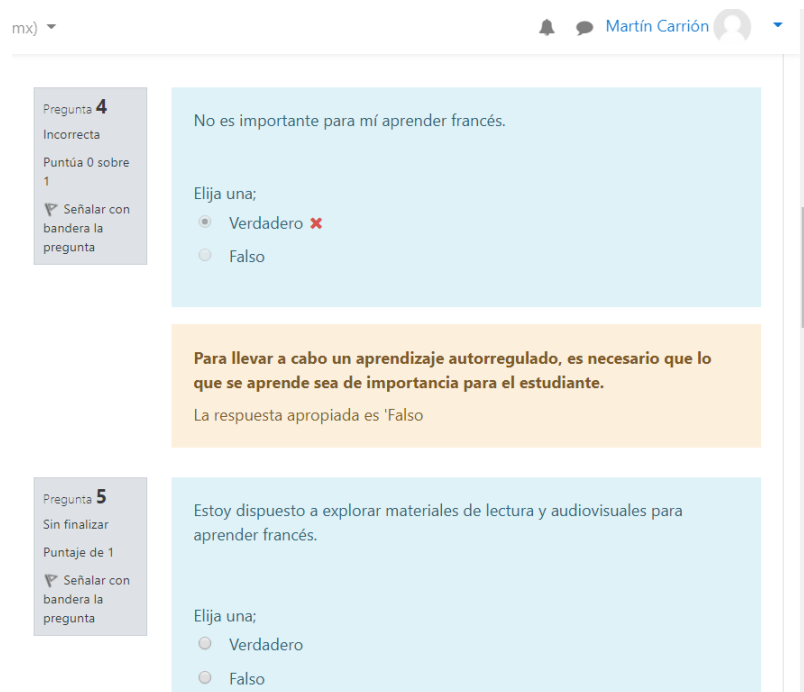 mx)
Martín Carrión
Pregunta 4
Incorrecta
Puntúa 0 sobre
1
Señalar con
bandera la
pregunta
No es importante para mí aprender francés.
Elija una;
Verdadero
Falso
Para llevar a cabo un aprendizaje autorregulado, es necesario que lo
que se aprende sea de importancia para el estudiante.
La respuesta apropiada es 'Falso
Pregunta 5
Sin finalizar
Puntaje de 1
Señalar con
bandera la
pregunta
Estoy dispuesto a explorar materiales de lectura y audiovisuales para
aprender francés.
Elija una;
Verdadero
Falso